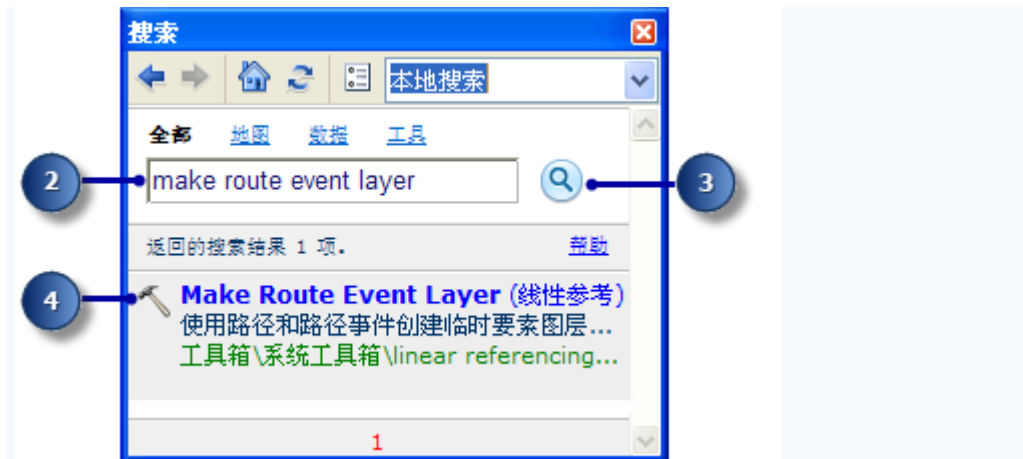 搜索
本地搜索
全部 地图 数据 工具
2 make route event layer 3
返回的搜索结果 1 项. 帮助
4 Make Route Event Layer (线性参考)
使用路径和路径事件创建临时要素图层...
工具箱\系统工具箱\linear referencing...
1